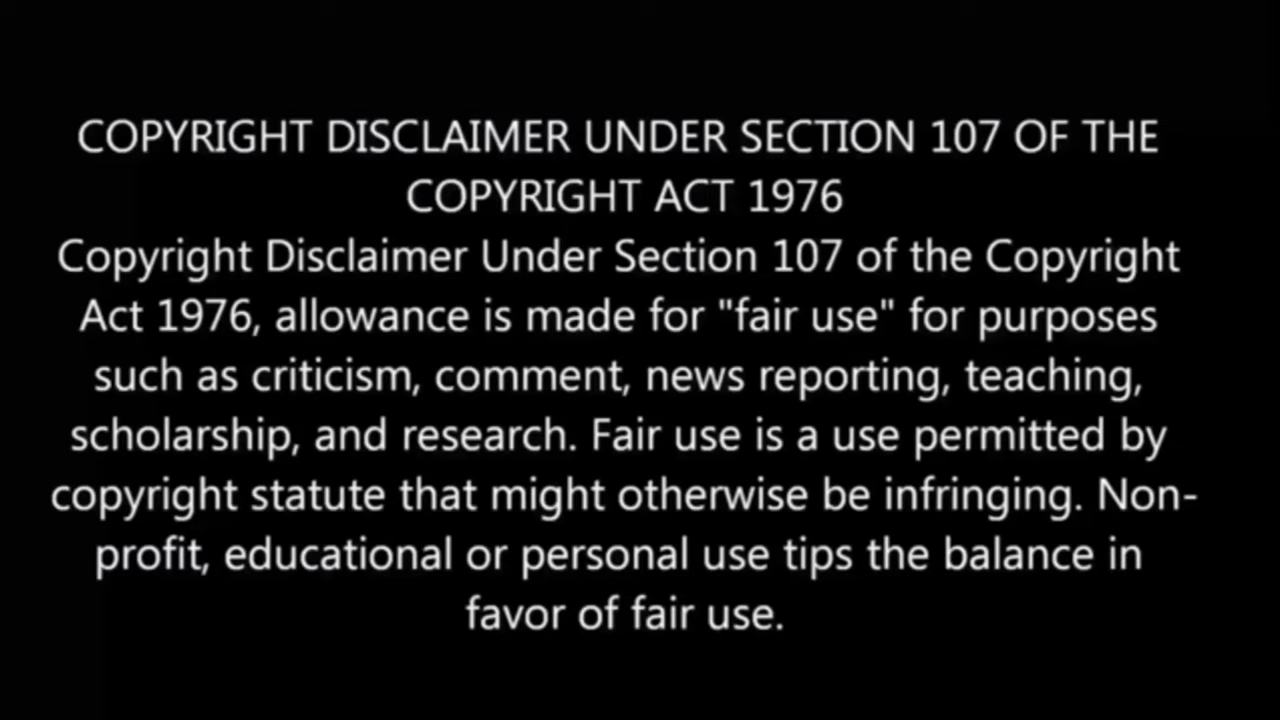 COPYRIGHT DISCLAIMER UNDER SECTION 107 OF THE
COPYRIGHT ACT 1976
Copyright Disclaimer Under Section 107 of the Copyright
Act 1976, allowance is made for "fair use" for purposes
such as criticism, comment, news reporting, teaching,
scholarship, and research. Fair use is a use permitted by
copyright statute that might otherwise be infringing. Non-
profit, educational or personal use tips the balance in
favor of fair use.